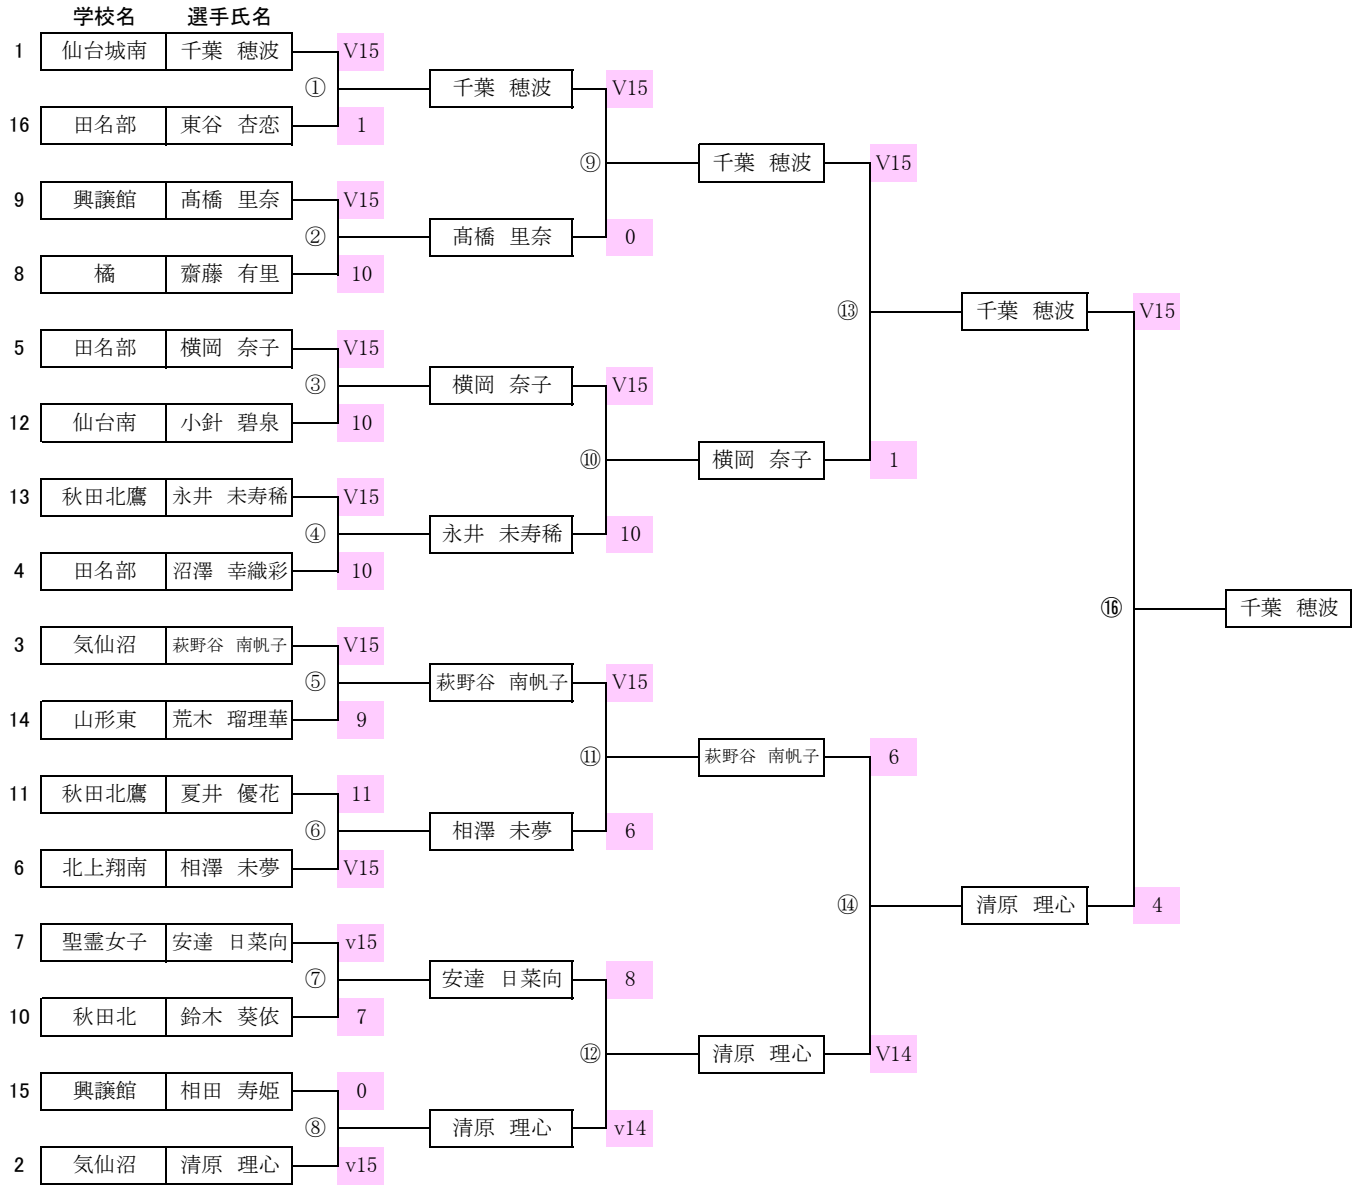 学校名 選手氏名
1 仙台城南 千葉 穂波 V15
① 千葉 穂波 V15
16 田名部 東谷 杏恋 1
⑨ 千葉 穂波 V15
9 興譲館 髙橋 里奈 V15
② 髙橋 里奈 0
8 橘 齋藤 有里 10
⑬ 千葉 穂波 V15
5 田名部 横岡 奈子 V15
③ 横岡 奈子 V15
12 仙台南 小針 碧泉 10
⑩ 横岡 奈子 1
13 秋田北鷹 永井 未寿稀 V15
④ 永井 未寿稀 10
4 田名部 沼澤 幸織彩 10
⑯ 千葉 穂波
3 気仙沼 萩野谷 南帆子 V15
⑤ 萩野谷 南帆子 V15
14 山形東 荒木 瑠理華 9
⑪ 萩野谷 南帆子 6
11 秋田北鷹 夏井 優花 11
⑥ 相澤 未夢 6
6 北上翔南 相澤 未夢 V15
⑭ 清原 理心 4
7 聖霊女子 安達 日菜向 v15
⑦ 安達 日菜向 8
10 秋田北 鈴木 葵依 7
⑫ 清原 理心 V14
15 興譲館 相田 寿姫 0
⑧ 清原 理心 v14
2 気仙沼 清原 理心 v15